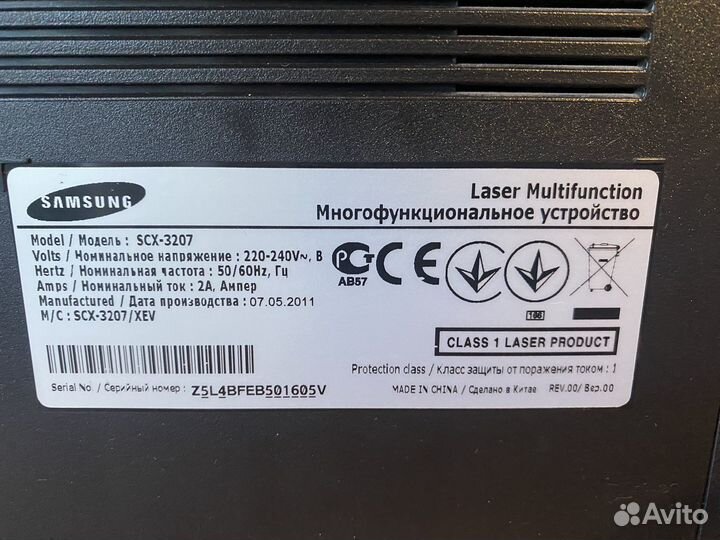 SAMSUNG
Laser Multifunction
Многофункциональное устройство
Model / Модель : SCX-3207
Volts / Номинальное напряжение : 220-240V~, В
Hertz / Номинальная частота : 50/60Hz, Гц
Amps / Номинальный ток : 2A, Ампер
Manufactured / Дата производства : 07.05.2011
M/C : SCX-3207/XEV
АВ57
CE
166
CLASS 1 LASER PRODUCT
Protection class / Класс защиты от поражения током : 1
Serial No. / Серийный номер : Z5L4BFEB501605V
MADE IN CHINA / Сделано в Китае REV.00/ Вер.00
Avito